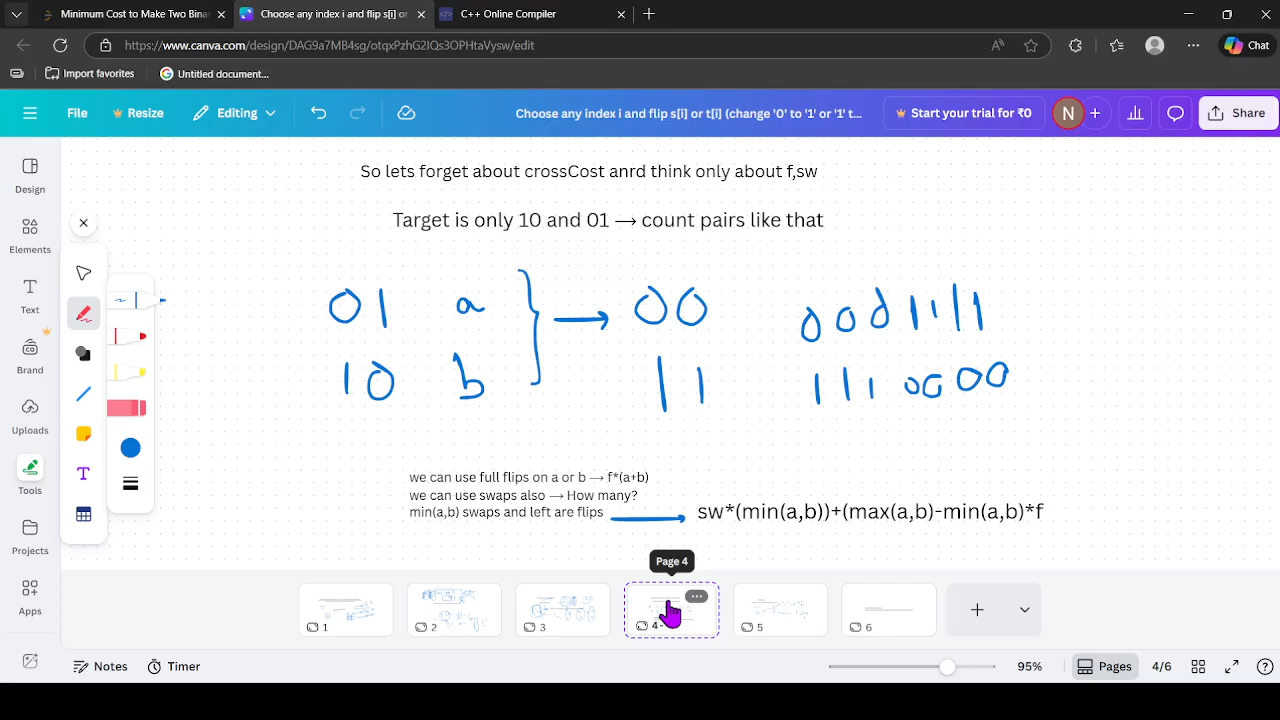 Minimum Cost to Make Two Bina
Choose any index i and flip s[i] or
C++ Online Compiler
https://www.canva.com/design/DAG9a7MB4sg/otqxPzhG2IQs3OPHtaVysw/edit
Chat
Import favorites
Untitled document...
File
Resize
Editing
Choose any index i and flip s[i] or t[i] (change '0' to '1' or '1' t...
Start your trial for ₹0
N
Share
Design
Elements
Text
Brand
Uploads
Tools
Projects
Apps
So lets forget about crossCost anrd think only about f,sw
Target is only 10 and 01 → count pairs like that
01 a } → 00 0001111
10 b 11 1110000
we can use full flips on a or b → f*(a+b)
we can use swaps also → How many?
min(a,b) swaps and left are flips → sw*(min(a,b))+(max(a,b)-min(a,b)*f
Page 4
1
2
3
4
5
6
Notes
Timer
95%
Pages
4/6